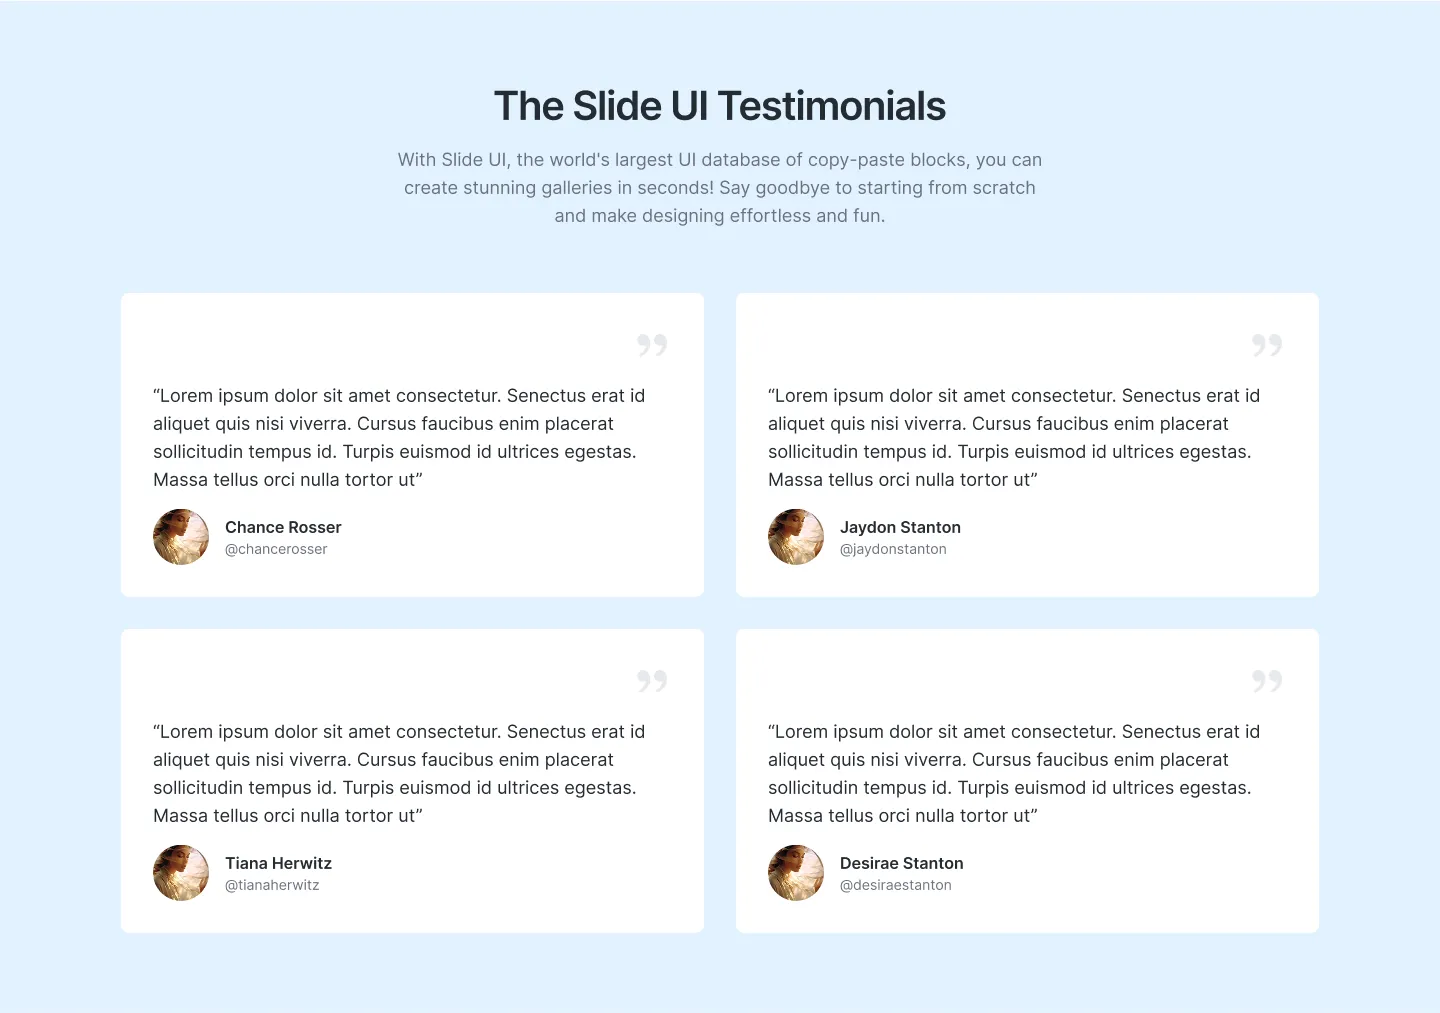 The Slide UI Testimonials
With Slide UI, the world's largest UI database of copy-paste blocks, you can
create stunning galleries in seconds! Say goodbye to starting from scratch
and make designing effortless and fun.
”
“Lorem ipsum dolor sit amet consectetur. Senectus erat id
aliquet quis nisi viverra. Cursus faucibus enim placerat
sollicitudin tempus id. Turpis euismod id ultrices egestas.
Massa tellus orci nulla tortor ut”
Chance Rosser
@chancerosser
”
“Lorem ipsum dolor sit amet consectetur. Senectus erat id
aliquet quis nisi viverra. Cursus faucibus enim placerat
sollicitudin tempus id. Turpis euismod id ultrices egestas.
Massa tellus orci nulla tortor ut”
Jaydon Stanton
@jaydonstanton
”
“Lorem ipsum dolor sit amet consectetur. Senectus erat id
aliquet quis nisi viverra. Cursus faucibus enim placerat
sollicitudin tempus id. Turpis euismod id ultrices egestas.
Massa tellus orci nulla tortor ut”
Tiana Herwitz
@tianaherwitz
”
“Lorem ipsum dolor sit amet consectetur. Senectus erat id
aliquet quis nisi viverra. Cursus faucibus enim placerat
sollicitudin tempus id. Turpis euismod id ultrices egestas.
Massa tellus orci nulla tortor ut”
Desirae Stanton
@desiraestanton